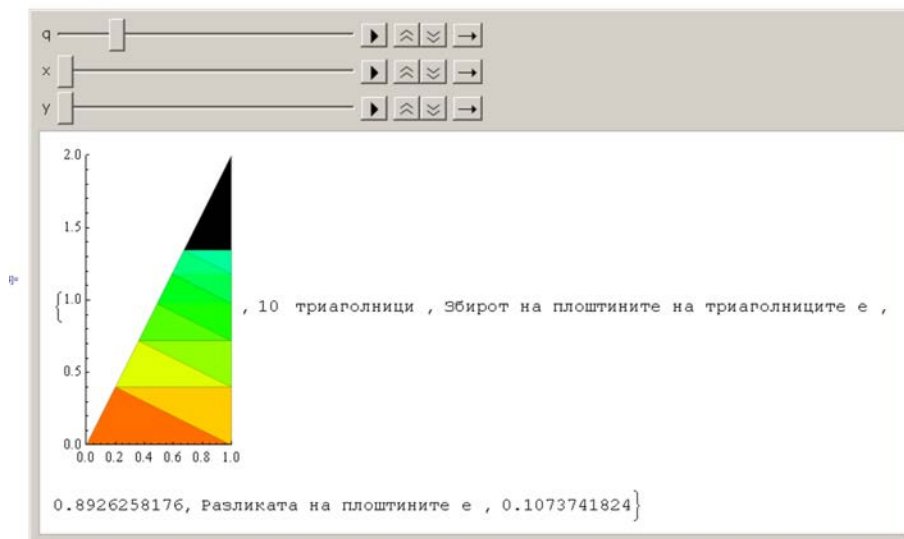 q
x
y
2.0
1.5
{ 1.0 , 10 триаголници , Збирот на плоштините на триаголниците е ,
0.5
0.0
0.0 0.2 0.4 0.6 0.8 1.0
0.8926258176, Разликата на плоштините е , 0.1073741824}